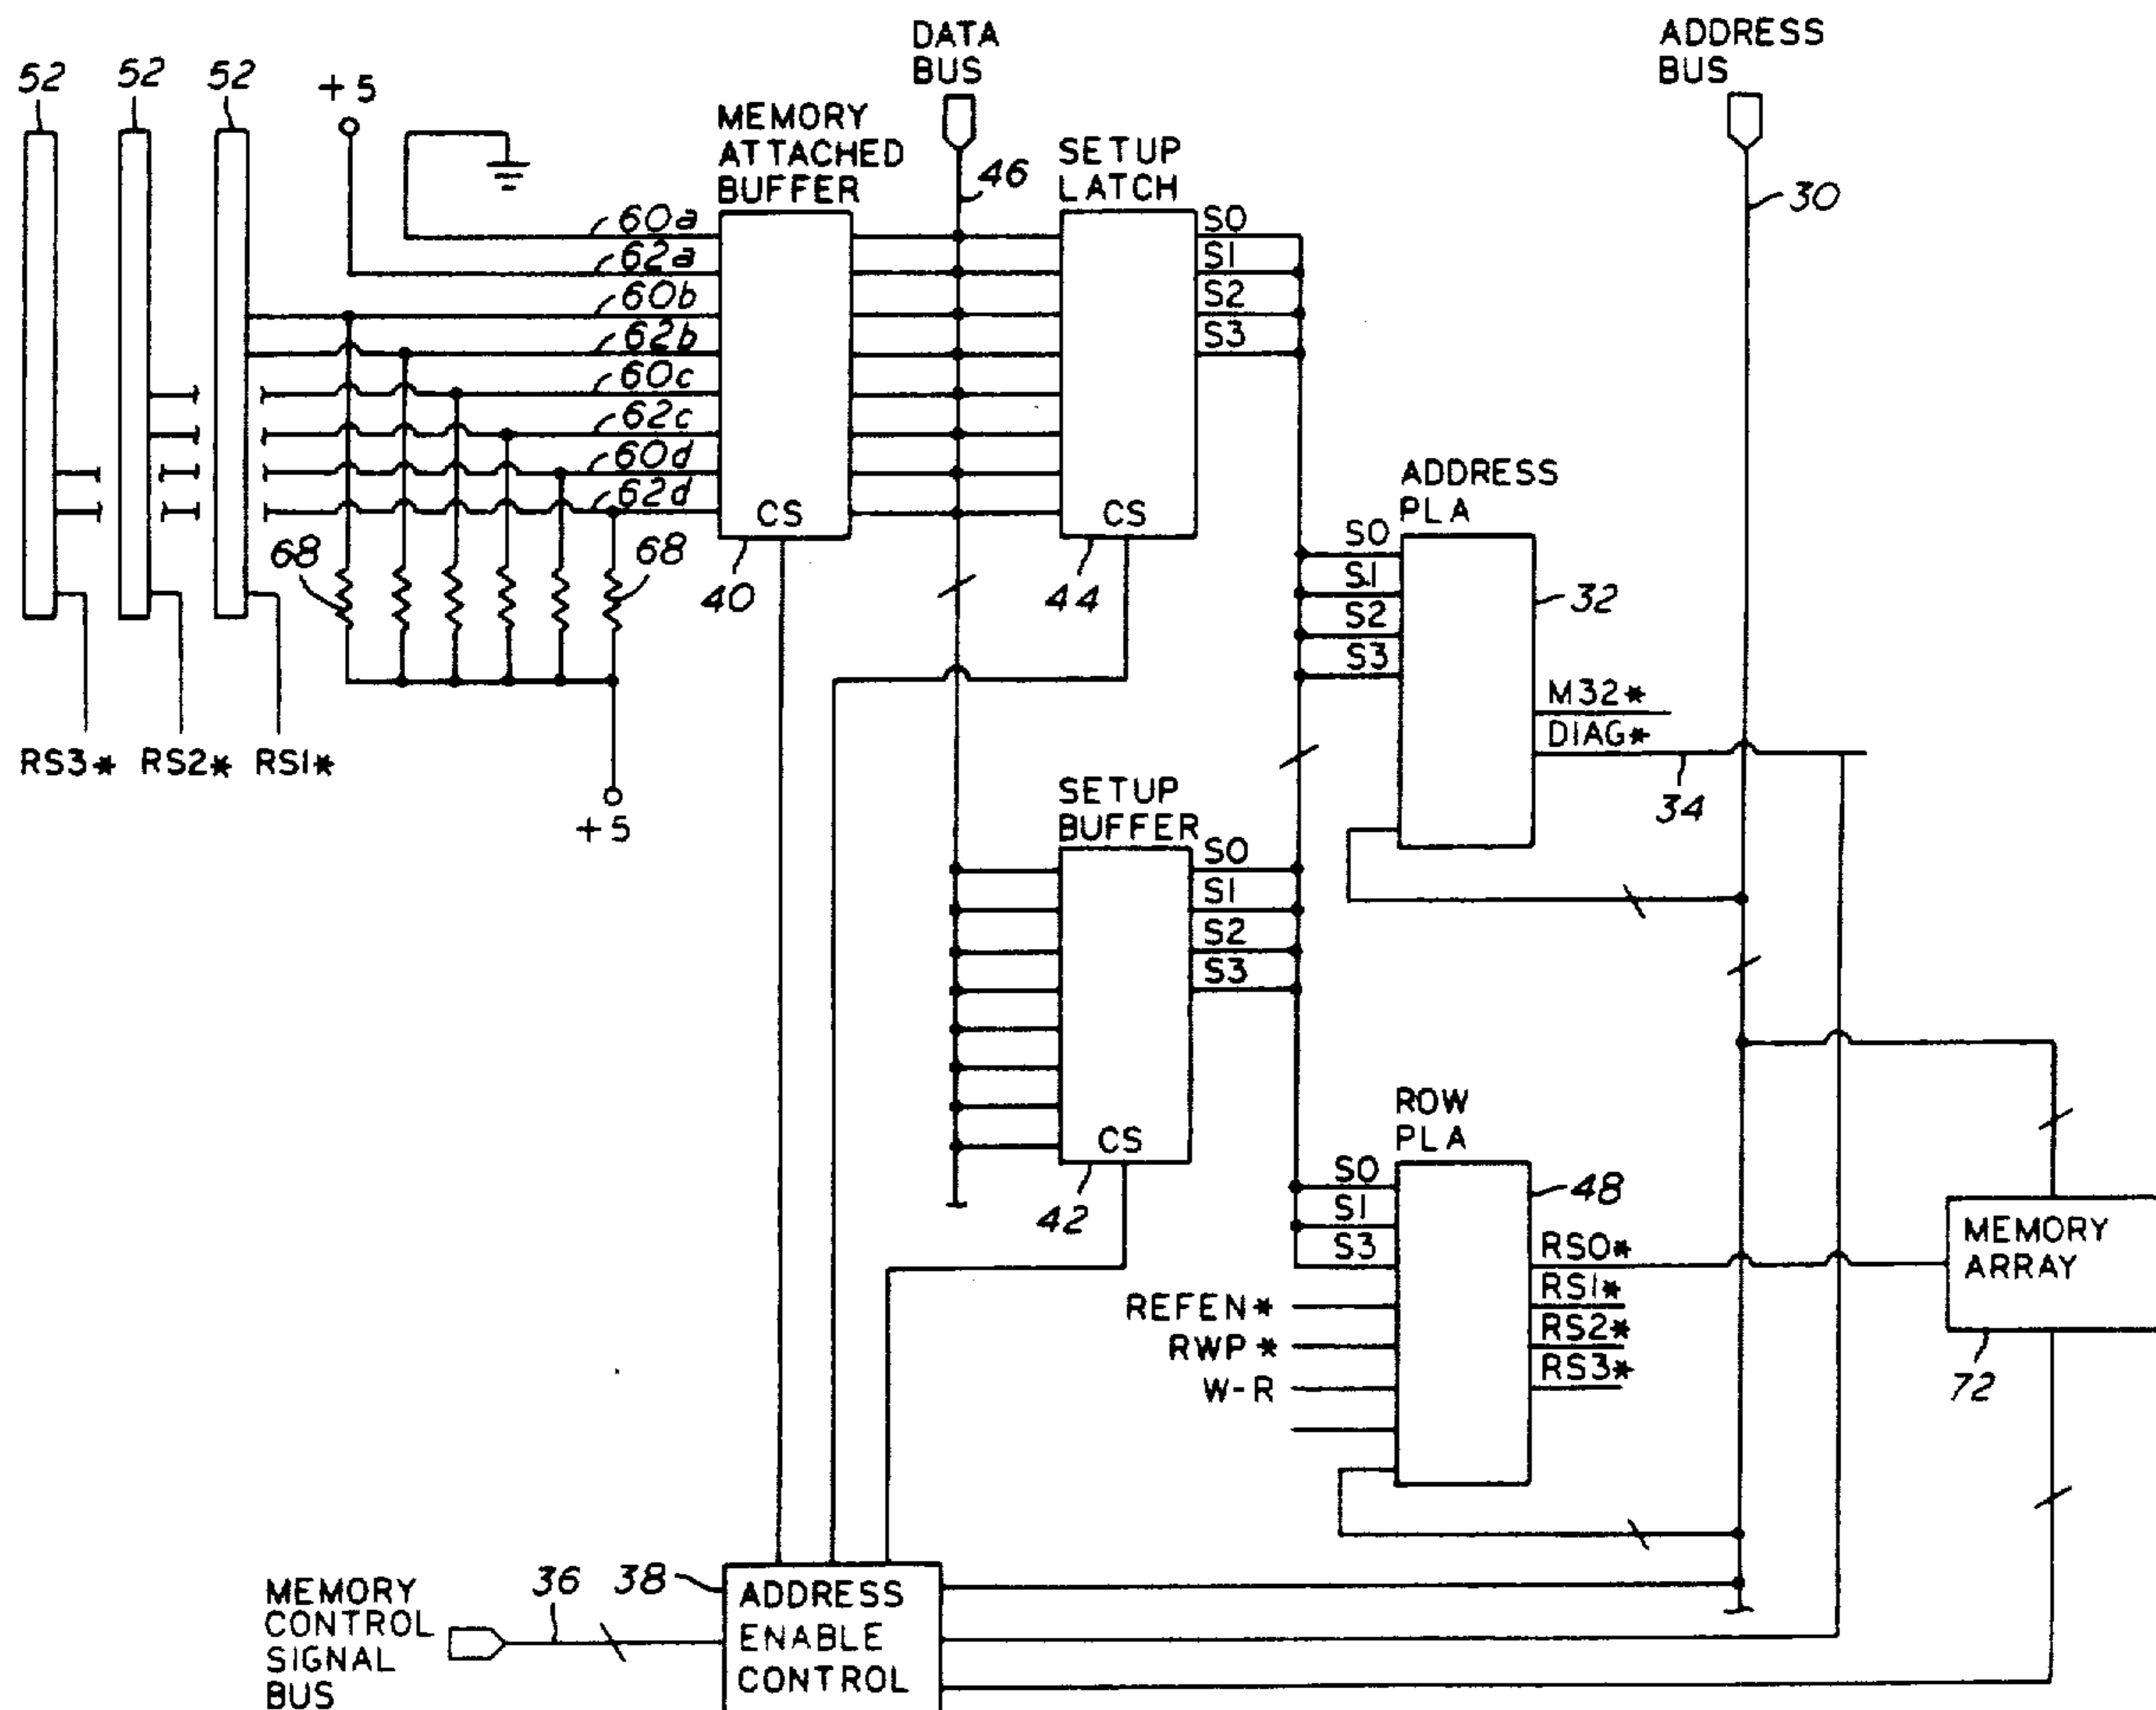 DATA
BUS
ADDRESS
BUS
52
52
52
+5
MEMORY
ATTACHED
BUFFER
SETUP
LATCH
46
30
60a
62a
60b
62b
60c
62c
60d
62d
S0
S1
S2
S3
CS
CS
68
68
40
44
ADDRESS
PLA
S0
S1
S2
S3
32
M32*
DIAG*
34
RS3* RS2* RS1*
+5
SETUP
BUFFER
S0
S1
S2
S3
CS
42
ROW
PLA
S0
S1
S3
48
REFEN*
RWP*
W-R
RS0*
RS1*
RS2*
RS3*
MEMORY
ARRAY
72
MEMORY
CONTROL
SIGNAL
BUS
36
38
ADDRESS
ENABLE
CONTROL